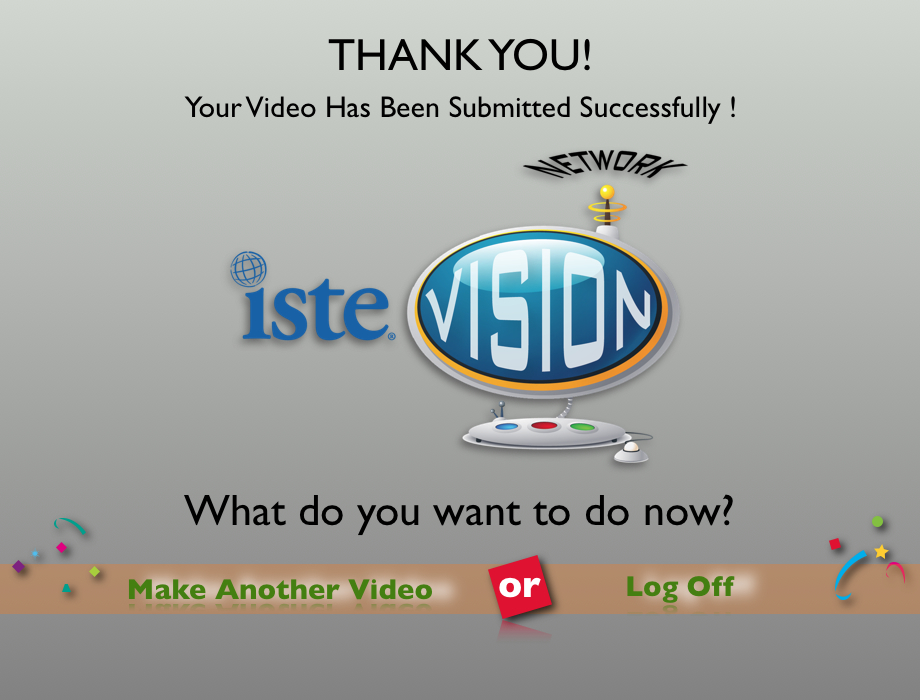 THANK YOU!
Your Video Has Been Submitted Successfully !
NETWORK
iste®
VISION
What do you want to do now?
Make Another Video or Log Off